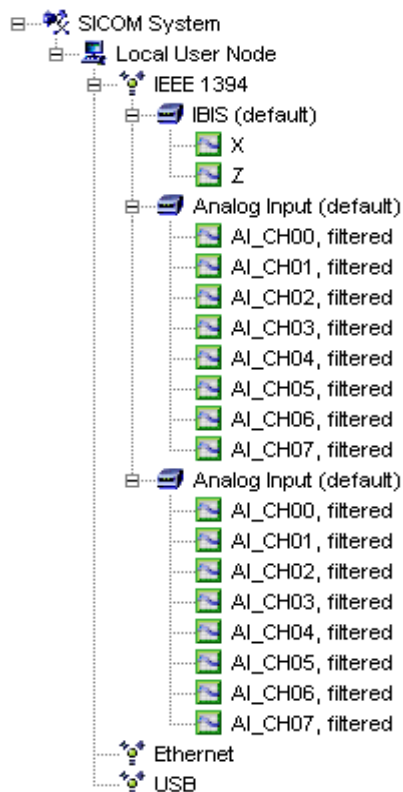 SICOM System
Local User Node
IEEE 1394
IBIS (default)
X
Z
Analog Input (default)
AI_CH00, filtered
AI_CH01, filtered
AI_CH02, filtered
AI_CH03, filtered
AI_CH04, filtered
AI_CH05, filtered
AI_CH06, filtered
AI_CH07, filtered
Analog Input (default)
AI_CH00, filtered
AI_CH01, filtered
AI_CH02, filtered
AI_CH03, filtered
AI_CH04, filtered
AI_CH05, filtered
AI_CH06, filtered
AI_CH07, filtered
Ethernet
USB